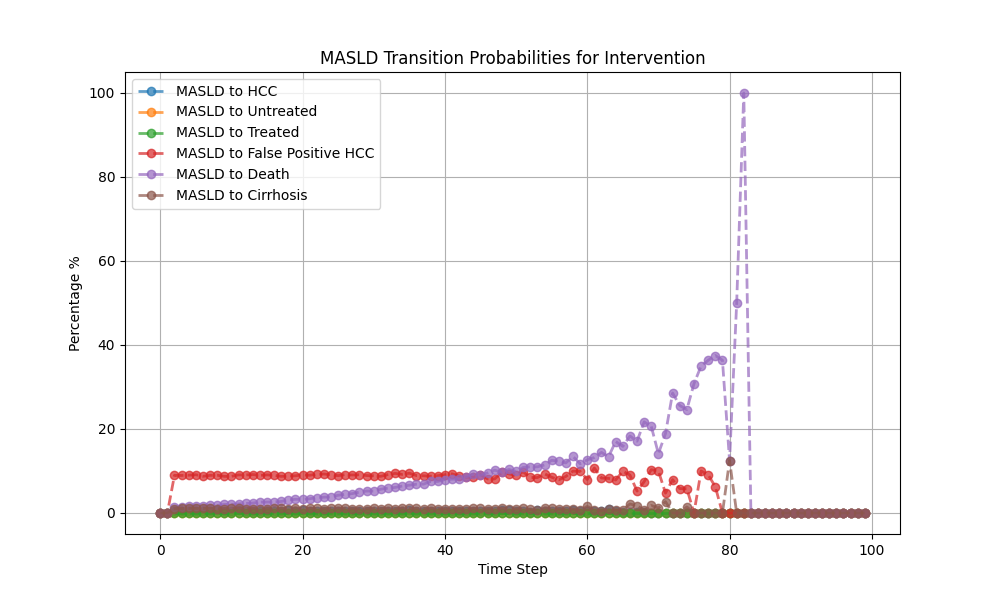 MASLD Transition Probabilities for Intervention
MASLD to HCC
MASLD to Untreated
MASLD to Treated
MASLD to False Positive HCC
MASLD to Death
MASLD to Cirrhosis
Percentage %
100
80
60
40
20
0
0 20 40 60 80 100
Time Step